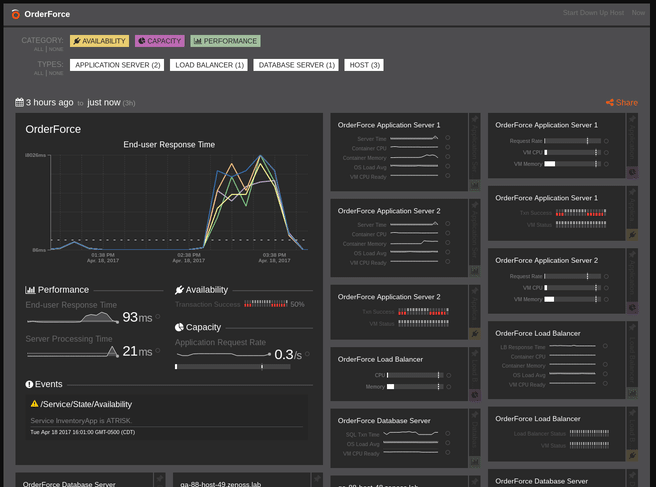 OrderForce
Start Down-Up Host Now
CATEGORY:
AVAILABILITY
CAPACITY
PERFORMANCE
ALL | NONE
TYPES:
APPLICATION SERVER (2)
LOAD BALANCER (1)
DATABASE SERVER (1)
HOST (3)
ALL | NONE
3 hours ago to just now (3h)
Share
OrderForce
End-user Response Time
18026ms
96ms
01:38 PM
Apr. 18, 2017
02:38 PM
Apr. 18, 2017
03:38 PM
Apr. 18, 2017
Performance
End-user Response Time
93ms
Server Processing Time
21ms
Availability
Transaction Success
50%
Capacity
Application Request Rate
0.3/s
Events
/Service/State/Availability
Service InventoryApp is ATRISK
Tue Apr 18 2017 16:01:00 GMT-0500 (CDT)
OrderForce Database Server
qa-88-host-49.zenoss.lab
OrderForce Application Server 1
Server Time
Container CPU
Container Memory
OS Load Avg
VM CPU Ready
OrderForce Application Server 2
Server Time
Container CPU
Container Memory
OS Load Avg
VM CPU Ready
OrderForce Application Server 2
Txn Success
VM Status
OrderForce Load Balancer
CPU
Memory
OrderForce Database Server
SQL Txn Time
OS Load Avg
VM CPU Ready
qa-88-host-49.zenoss.lab
OrderForce Application Server 1
Request Rate
VM CPU
VM Memory
OrderForce Application Server 1
Txn Success
VM Status
OrderForce Application Server 2
Request Rate
VM CPU
VM Memory
OrderForce Load Balancer
LB Response Time
Container CPU
Container Memory
OS Load Avg
VM CPU Ready
OrderForce Load Balancer
Load Balancer Status
VM Status
OrderForce Database Server